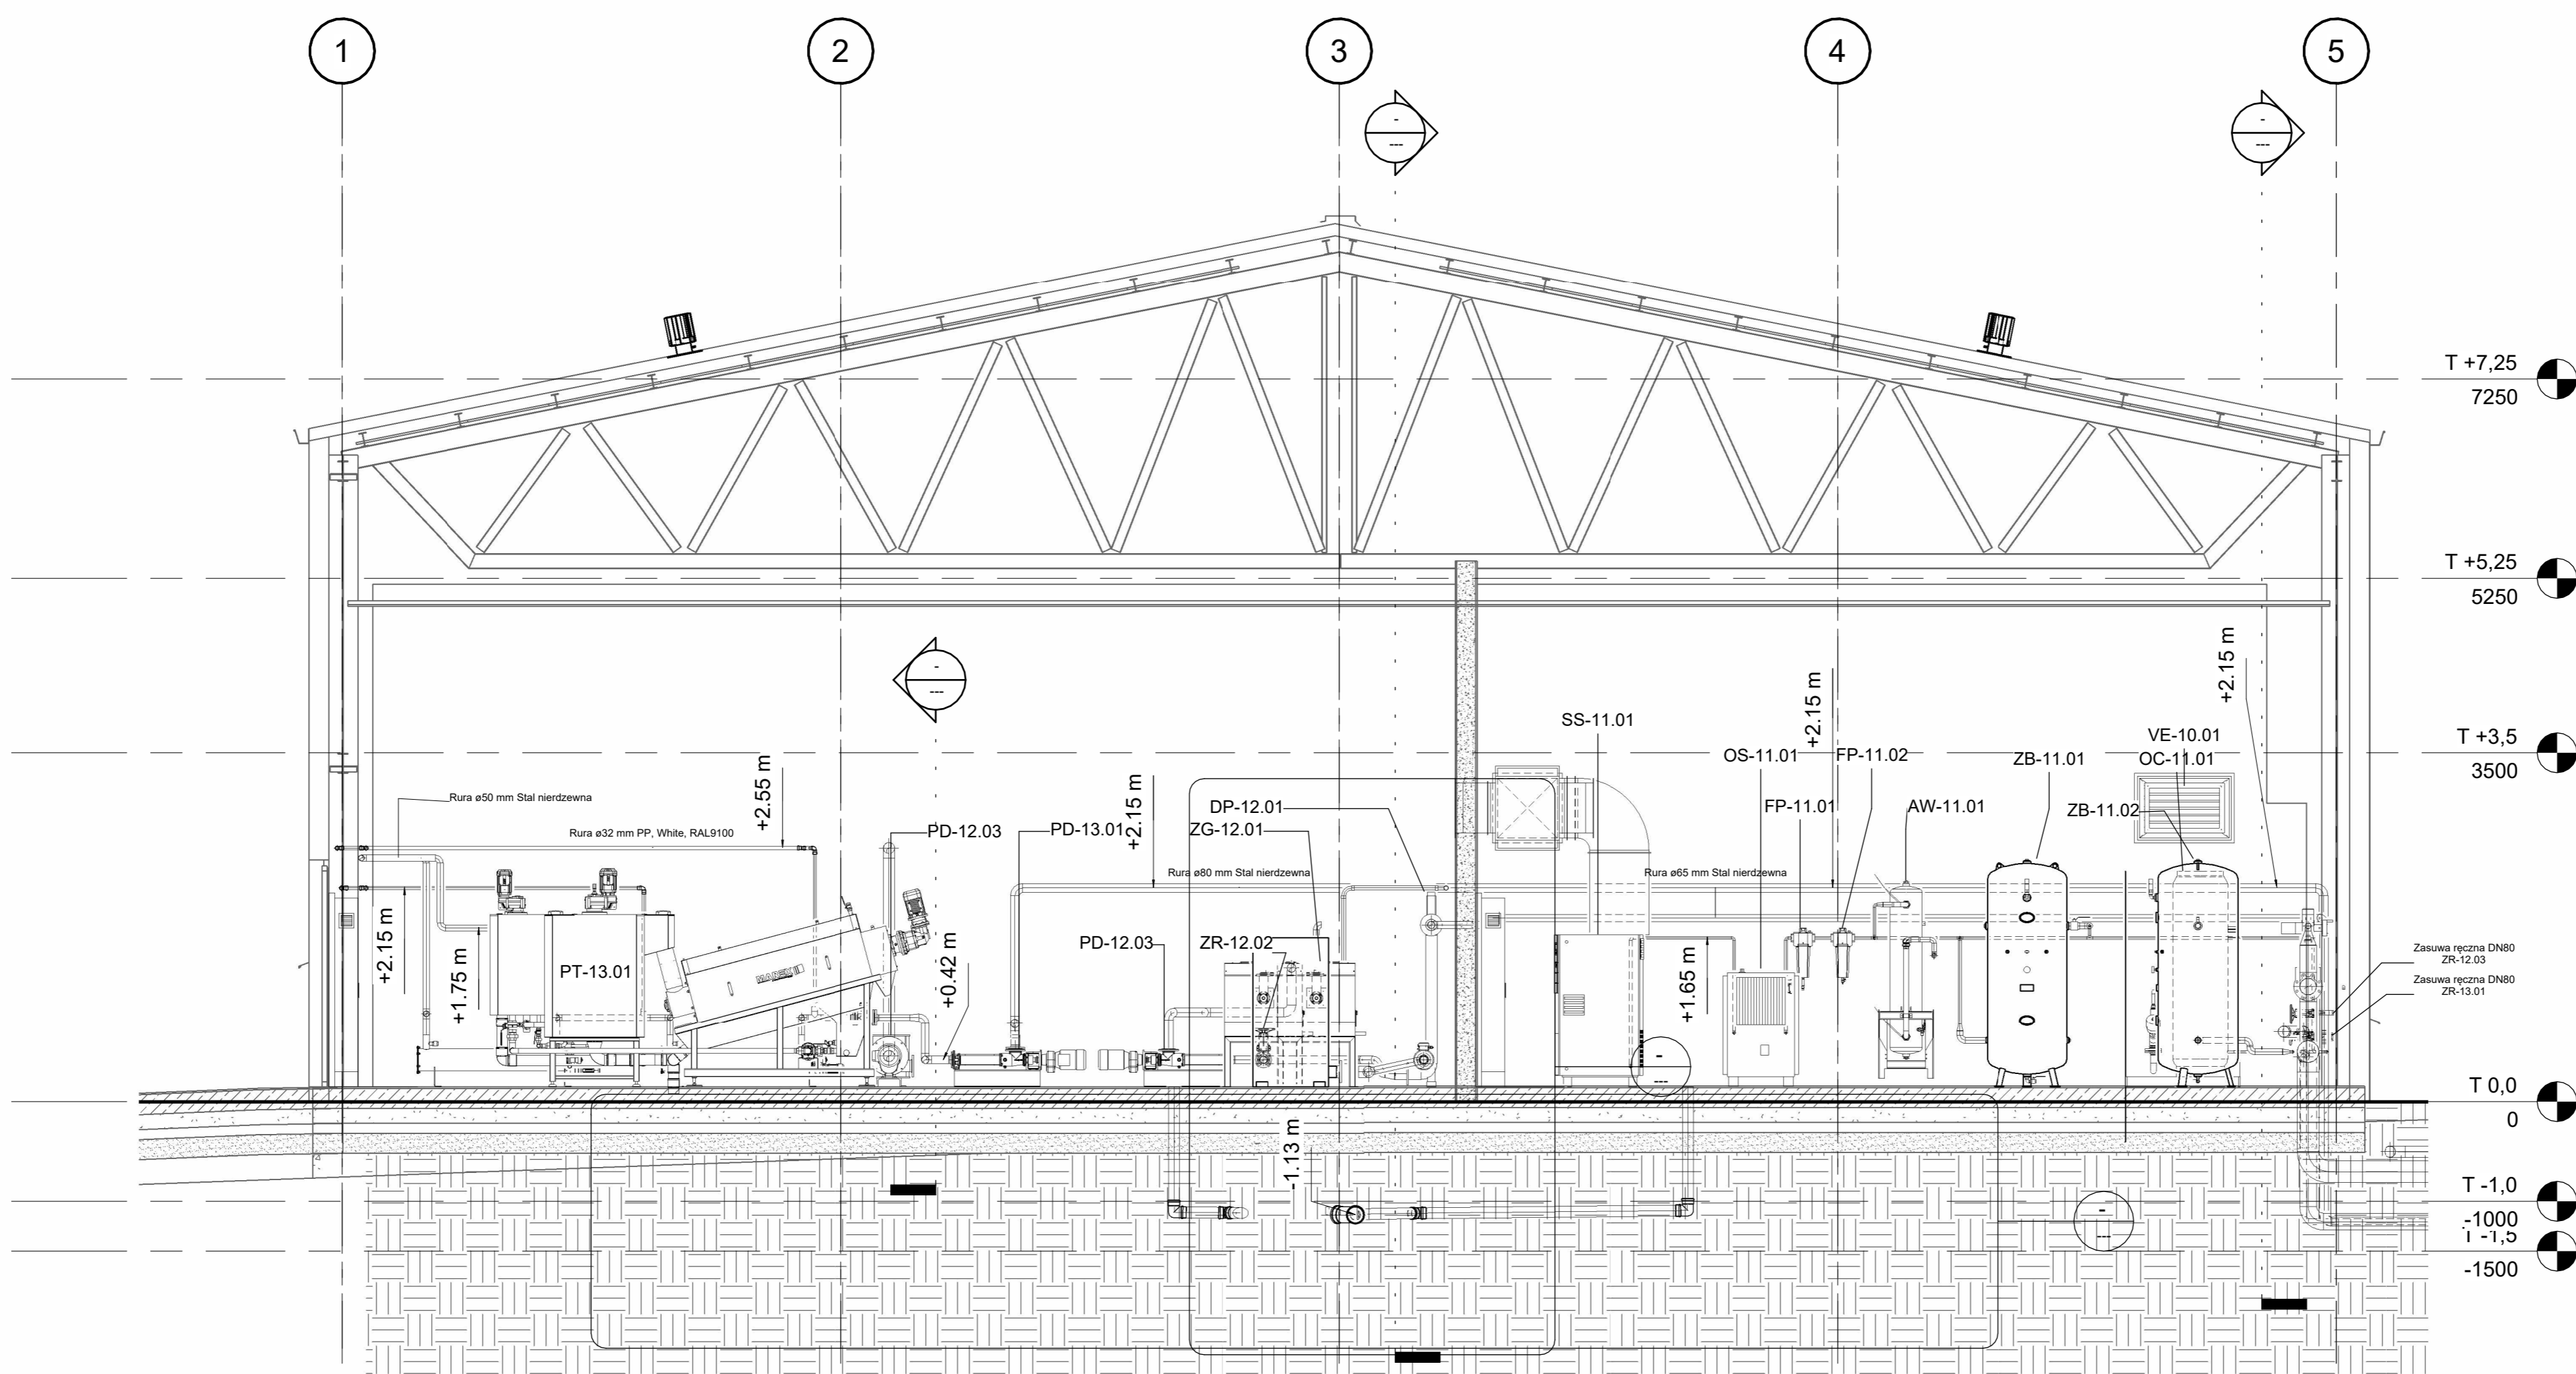 1
2
3
4
5
-
---
-
---
T +7,25
7250
T +5,25
5250
-
---
+2.15 m
SS-11.01
+2.15 m
VE-10.01
T +3,5
3500
OS-11.01
FP-11.02
ZB-11.01
OC-11.01
+2.55 m
+2.15 m
Rura ø50 mm Stal nierdzewna
DP-12.01
FP-11.01
AW-11.01
ZB-11.02
Rura ø32 mm PP, White, RAL9100
PD-12.03
PD-13.01
ZG-12.01
Rura ø80 mm Stal nierdzewna
Rura ø65 mm Stal nierdzewna
+2.15 m
+1.75 m
PT-13.01
+0.42 m
PD-12.03
ZR-12.02
+1.65 m
Zasuwa ręczna DN80
ZR-12.03
Zasuwa ręczna DN80
ZR-13.01
-
---
T 0,0
0
-1.13 m
T -1,0
-1000
T -1,5
-1500
-
---